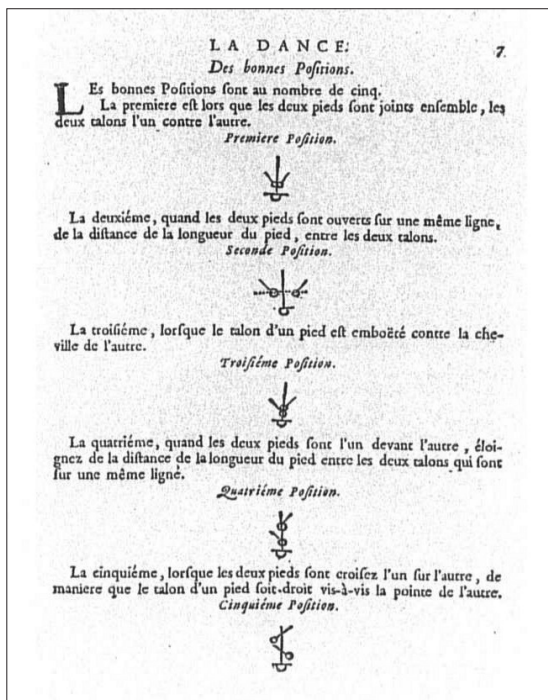 LA DANCE.
7
Des bonnes Positions.
LEs bonnes Positions sont au nombre de cinq.
La premiere est lors que les deux pieds sont joints ensemble, les
deux talons l'un contre l'autre.
Premiere Position.
La deuxiéme, quand les deux pieds sont ouverts sur une même ligne,
de la distance de la longueur du pied, entre les deux talons.
Seconde Position.
La troisiéme, lorsque le talon d'un pied est emboëté contre la che-
ville de l'autre.
Troisiéme Position.
La quatriéme, quand les deux pieds sont l'un devant l'autre, éloi-
gnez de la distance de la longueur du pied entre les deux talons qui sont
sur une même ligne.
Quatriéme Position.
La cinquiéme, lorsque les deux pieds sont croisez l'un sur l'autre, de
maniere que le talon d'un pied soit-droit vis-à-vis la pointe de l'autre.
Cinquiéme Position.